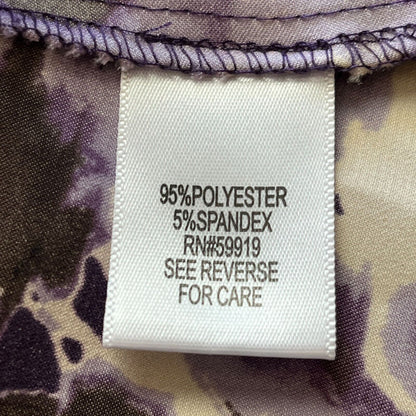 95%POLYESTER
5%SPANDEX
RN#59919
SEE REVERSE
FOR CARE